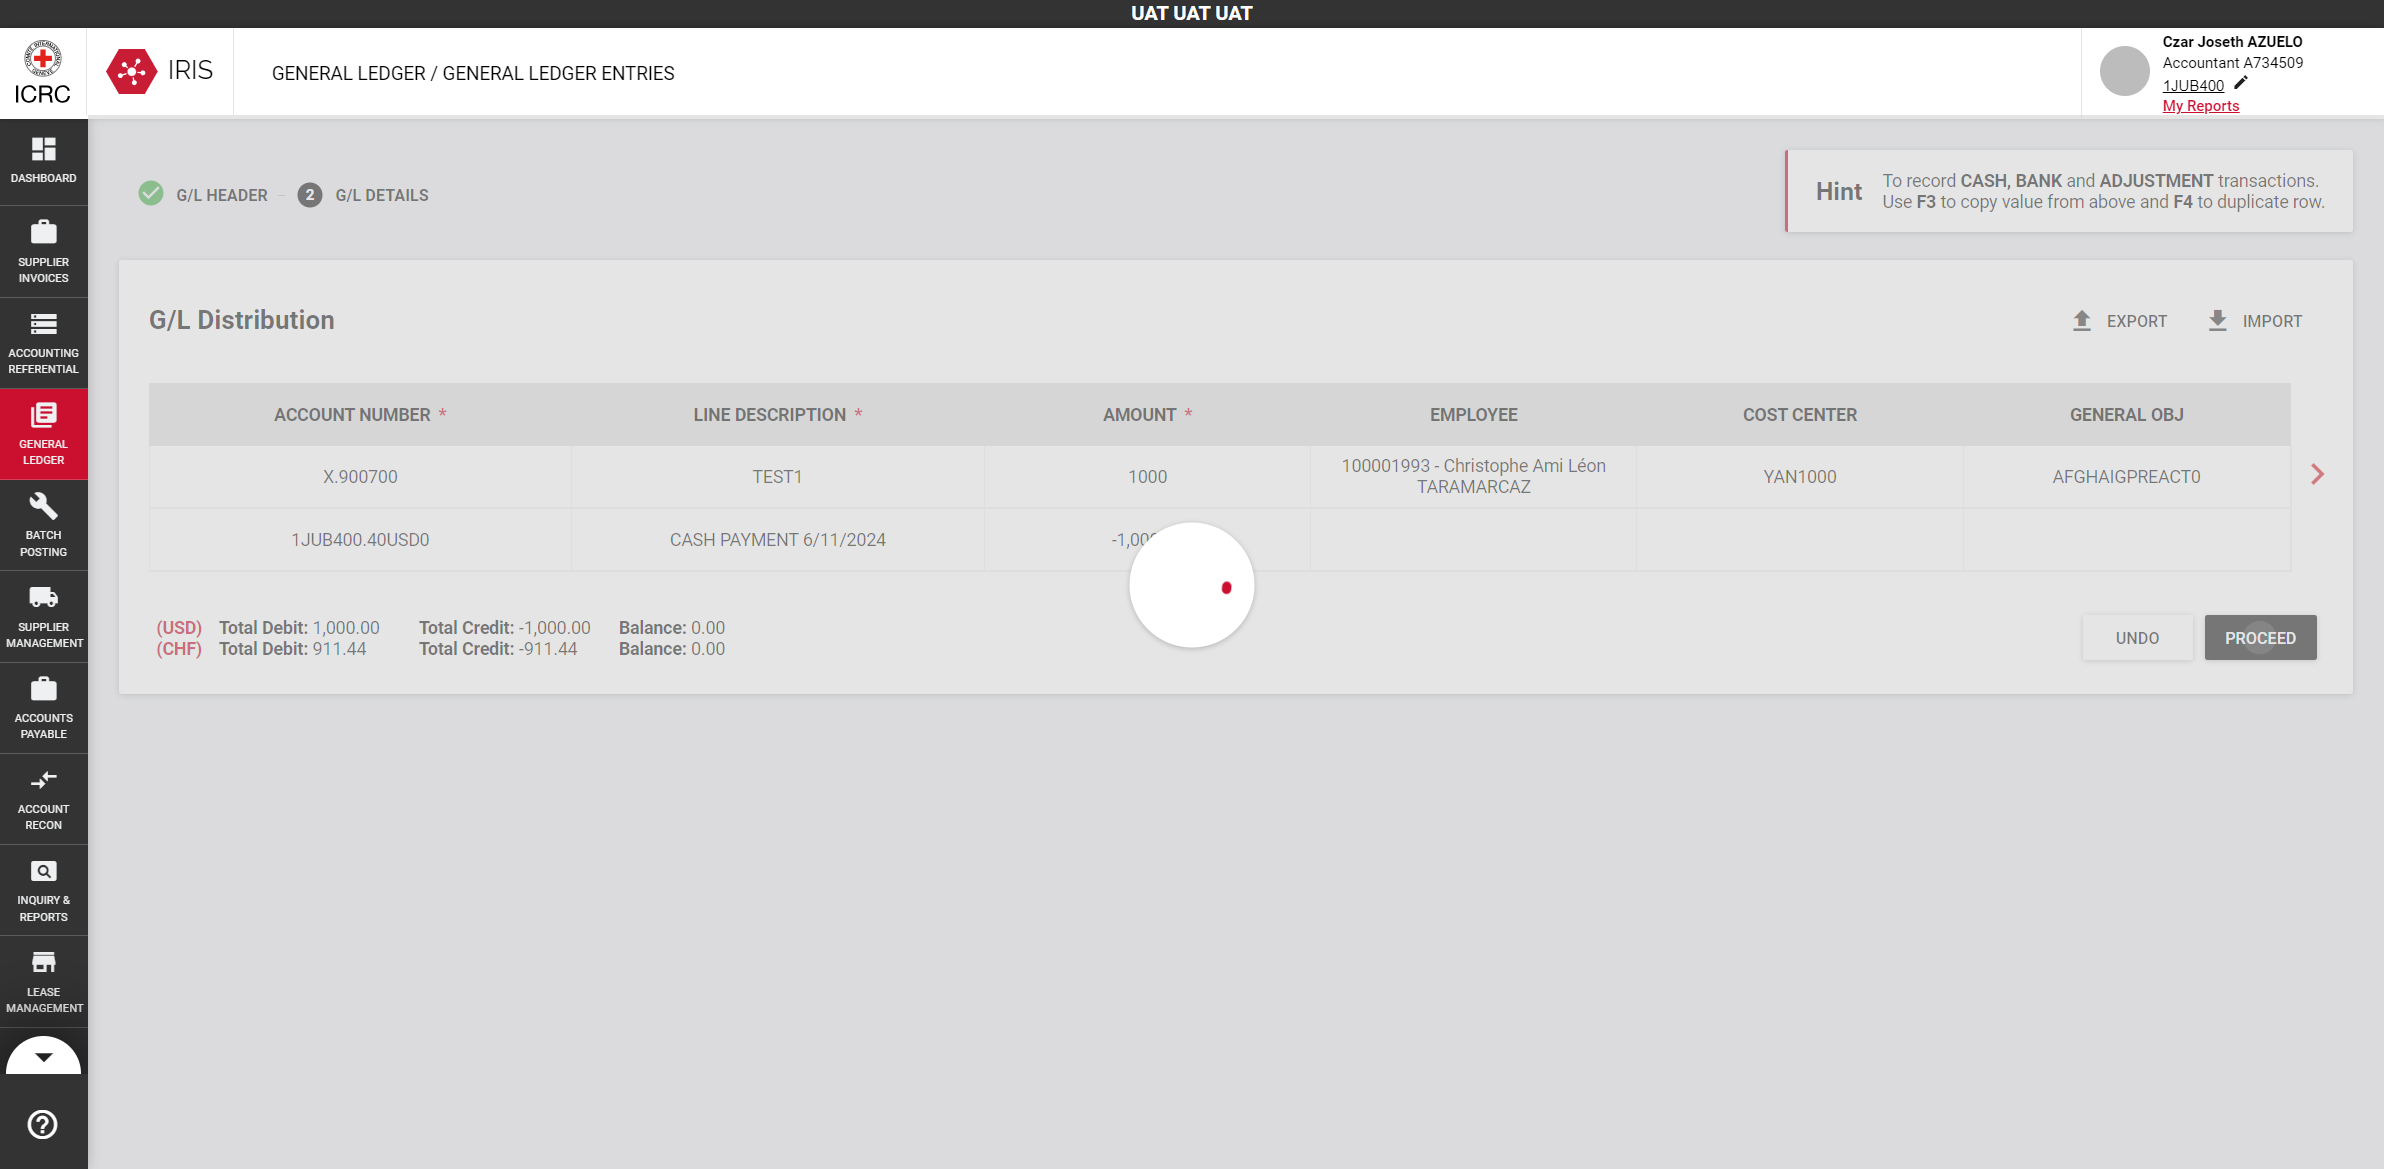 UAT UAT UAT
ICRC
IRIS
GENERAL LEDGER / GENERAL LEDGER ENTRIES
Czar Joseth AZUELO
Accountant A734509
1JUB400
My Reports
DASHBOARD
SUPPLIER
INVOICES
ACCOUNTING
REFERENTIAL
GENERAL
LEDGER
BATCH
POSTING
SUPPLIER
MANAGEMENT
ACCOUNTS
PAYABLE
ACCOUNT
RECON
INQUIRY &
REPORTS
LEASE
MANAGEMENT
G/L HEADER
2 G/L DETAILS
Hint
To record CASH, BANK and ADJUSTMENT transactions.
Use F3 to copy value from above and F4 to duplicate row.
G/L Distribution
EXPORT IMPORT
ACCOUNT NUMBER * LINE DESCRIPTION * AMOUNT * EMPLOYEE COST CENTER GENERAL OBJ
X.900700 TEST1 1000 100001993 - Christophe Ami Léon TARAMARCAZ YAN1000 AFGHAIGPREACT0
1JUB400.40USD0 CASH PAYMENT 6/11/2024
(USD) Total Debit: 1,000.00 Total Credit: -1,000.00 Balance: 0.00
(CHF) Total Debit: 911.44 Total Credit: -911.44 Balance: 0.00
UNDO PROCEED